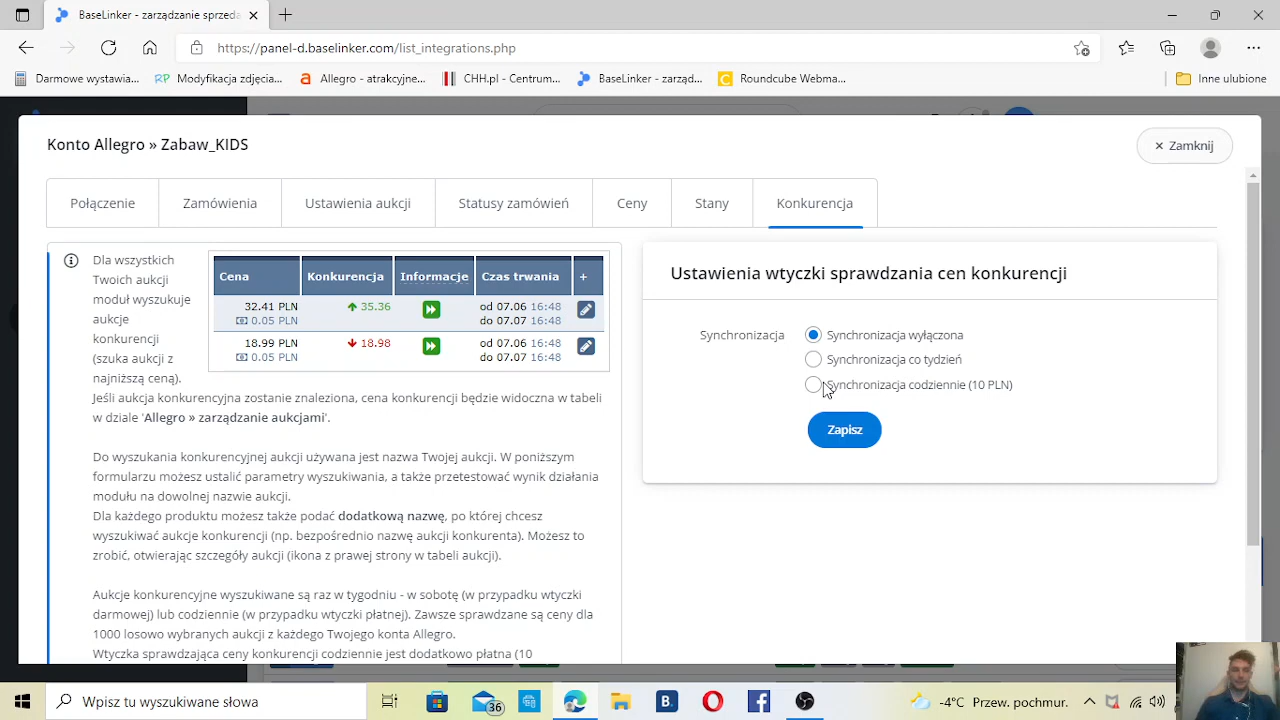 BaseLinker - zarządzanie sprzeda
https://panel-d.baselinker.com/list_integrations.php
Darmowe wystawia...
RP
Modyfikacja zdjęcia...
a
Allegro - atrakcyjne...
CHH.pl - Centrum...
BaseLinker - zarząd...
C
Roundcube Webma...
Inne ulubione
Konto Allegro » Zabaw_KIDS
× Zamknij
Połączenie
Zamówienia
Ustawienia aukcji
Statusy zamówień
Ceny
Stany
Konkurencja
Dla wszystkich
Twoich aukcji
moduł wyszukuje
aukcje
konkurencji
(szuka aukcji z
najniższą ceną).
Cena Konkurencja Informacje Czas trwania +
32.41 PLN 35.36 od 07.06 16:48
0.05 PLN do 07.07 16:48
18.99 PLN 18.98 od 07.06 16:48
0.05 PLN do 07.07 16:48
Jeśli aukcja konkurencyjna zostanie znaleziona, cena konkurencji będzie widoczna w tabeli
w dziale 'Allegro » zarządzanie aukcjami'.
Do wyszukania konkurencyjnej aukcji używana jest nazwa Twojej aukcji. W poniższym
formularzu możesz ustalić parametry wyszukiwania, a także przetestować wynik działania
modułu na dowolnej nazwie aukcji.
Dla każdego produktu możesz także podać dodatkową nazwę, po której chcesz
wyszukiwać aukcje konkurencji (np. bezpośrednio nazwę aukcji konkurenta). Możesz to
zrobić, otwierając szczegóły aukcji (ikona z prawej strony w tabeli aukcji).
Aukcje konkurencyjne wyszukiwane są raz w tygodniu - w sobotę (w przypadku wtyczki
darmowej) lub codziennie (w przypadku wtyczki płatnej). Zawsze sprawdzane są ceny dla
1000 losowo wybranych aukcji z każdego Twojego konta Allegro.
Wtyczka sprawdzająca ceny konkurencji codziennie jest dodatkowo płatna (10
Ustawienia wtyczki sprawdzania cen konkurencji
Synchronizacja
Synchronizacja wyłączona
Synchronizacja co tydzień
Synchronizacja codziennie (10 PLN)
Zapisz
Wpisz tu wyszukiwane słowa
36
B.
-4°C Przew. pochmur.